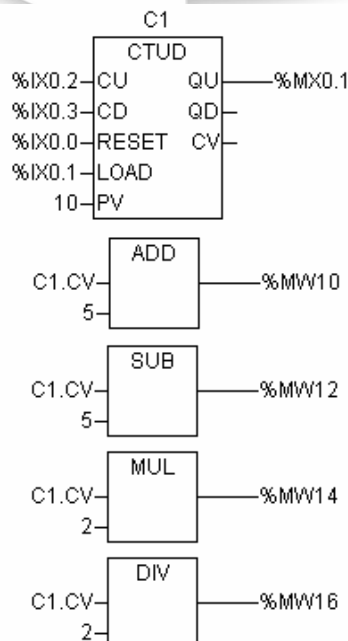 C1
CTUD
%IX0.2 CU QU %MX0.1
%IX0.3 CD QD
%IX0.0 RESET CV
%IX0.1 LOAD
10 PV
ADD
C1.CV %MW10
5
SUB
C1.CV %MW12
5
MUL
C1.CV %MW14
2
DIV
C1.CV %MW16
2